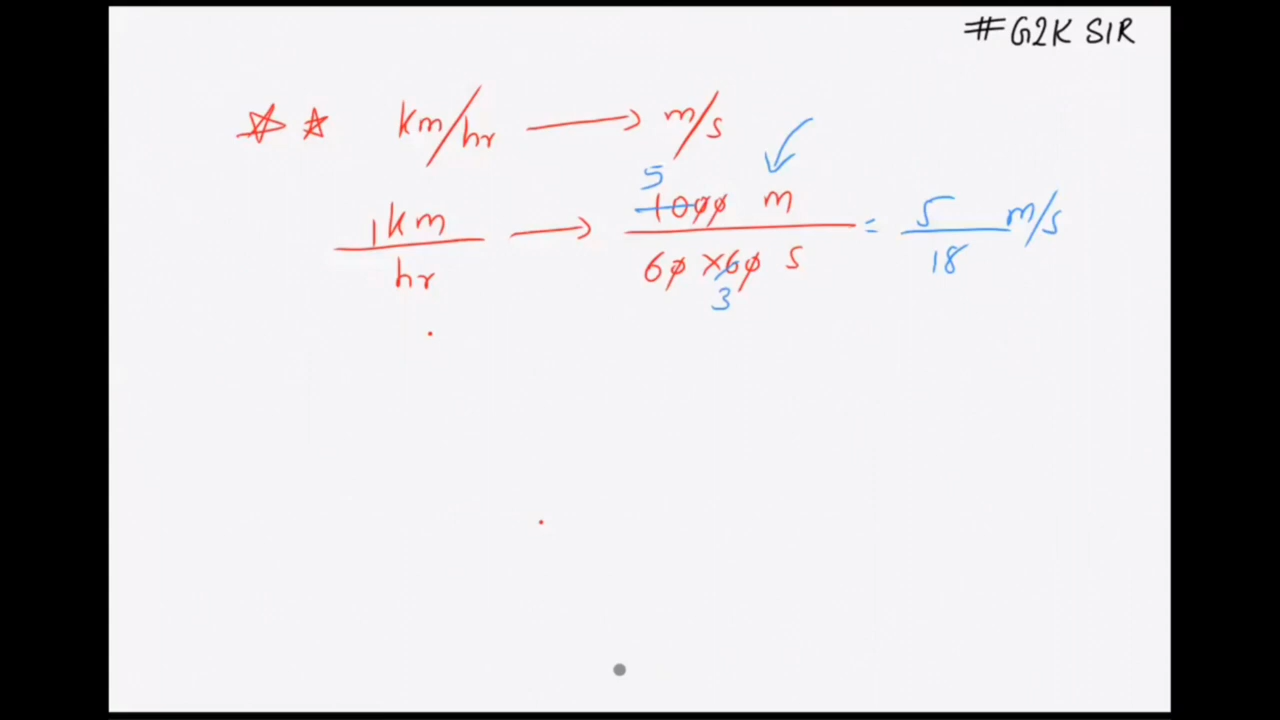 #G2K SIR
km/hr → m/s
5
1km 1000 m = 5 m/s
hr 60 × 60 s 18
3